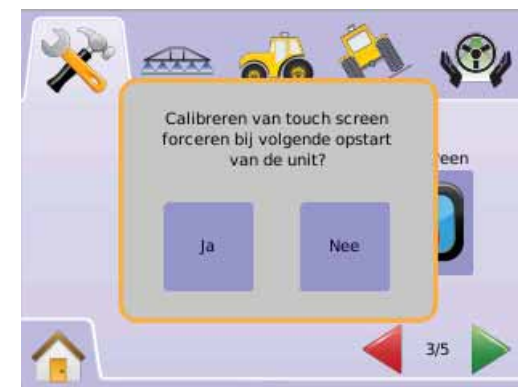 Calibreren van touch screen
forceren bij volgende opstart
van de unit?
Ja
Nee
3/5